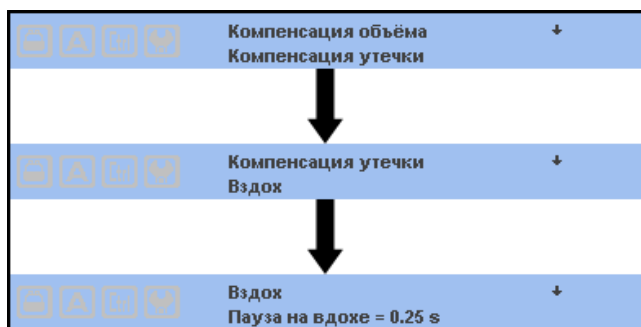 Компенсация объёма
Компенсация утечки
Компенсация утечки
Вздох
Вздох
Пауза на вдохе = 0.25 s